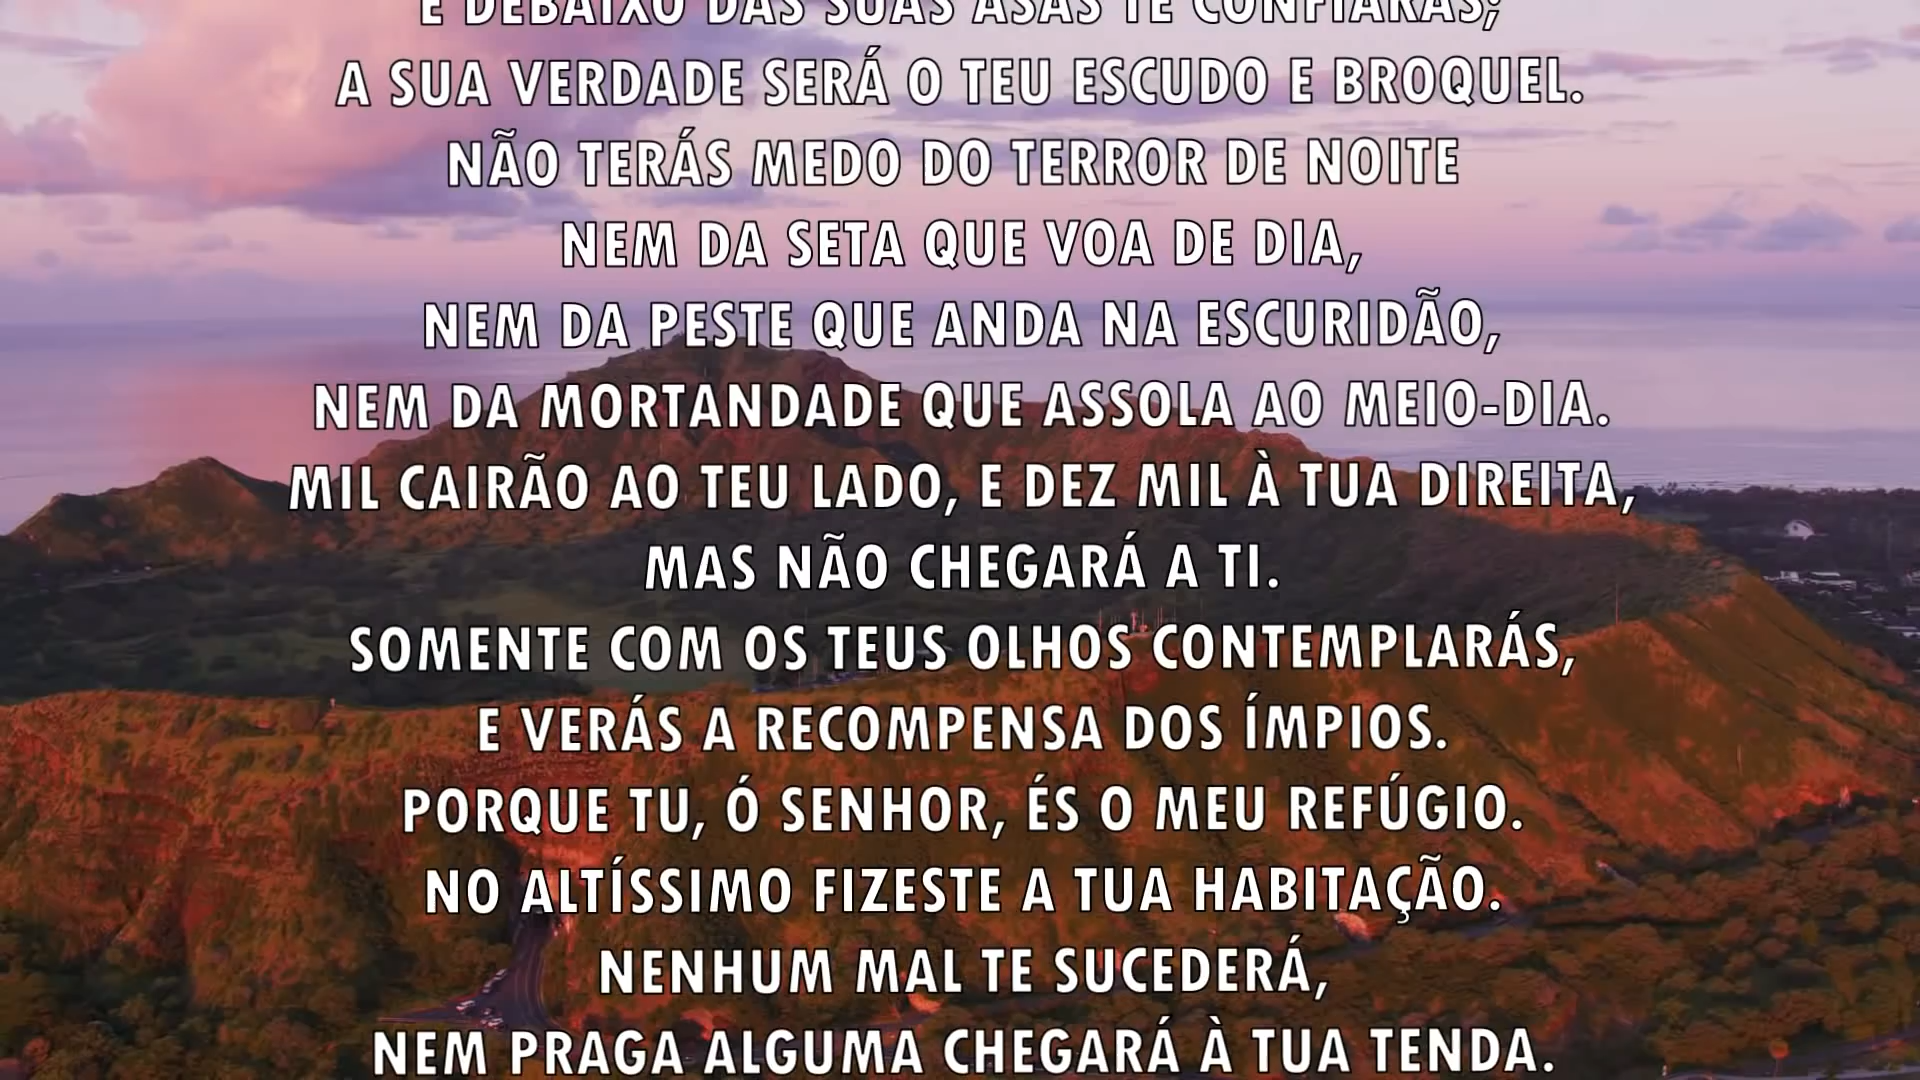 E DEBAIXO DAS SUAS ASAS TE CONFIARÁS;
A SUA VERDADE SERÁ O TEU ESCUDO E BROQUEL.
NÃO TERÁS MEDO DO TERROR DE NOITE
NEM DA SETA QUE VOA DE DIA,
NEM DA PESTE QUE ANDA NA ESCURIDÃO,
NEM DA MORTANDADE QUE ASSOLA AO MEIO-DIA.
MIL CAIRÃO AO TEU LADO, E DEZ MIL À TUA DIREITA,
MAS NÃO CHEGARÁ A TI.
SOMENTE COM OS TEUS OLHOS CONTEMPLARÁS,
E VERÁS A RECOMPENSA DOS ÍMPIOS.
PORQUE TU, Ó SENHOR, ÉS O MEU REFÚGIO.
NO ALTÍSSIMO FIZESTE A TUA HABITAÇÃO.
NENHUM MAL TE SUCEDERÁ,
NEM PRAGA ALGUMA CHEGARÁ À TUA TENDA.